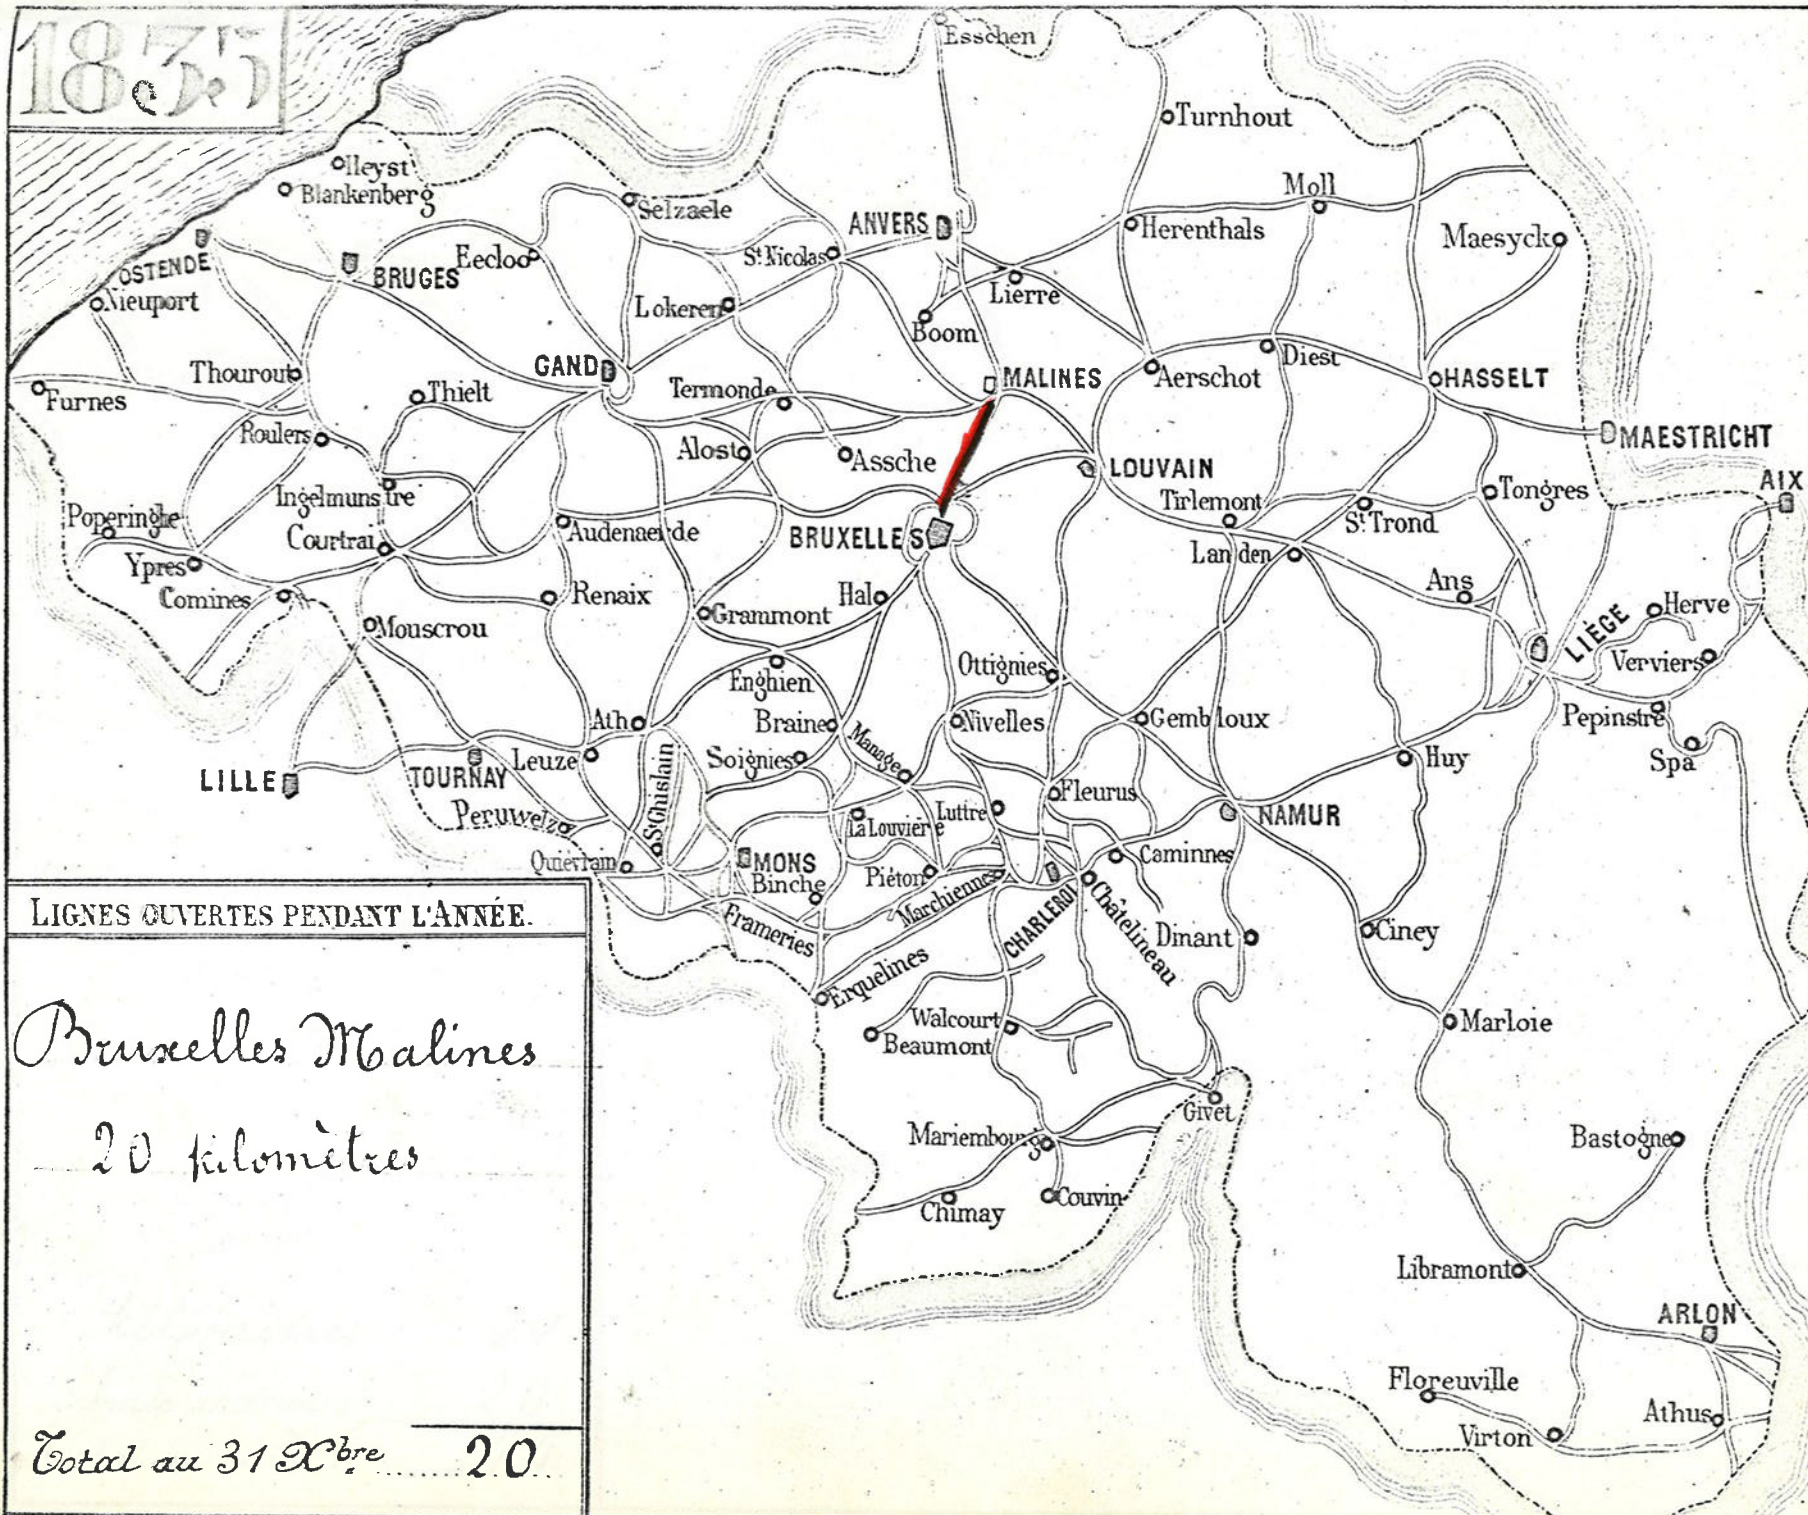 1835
Esschen
Turnhout
Heyst
Blankenberg
Moll
Selzaele
ANVERS
Herenthals
Maesyck
OSTENDE
BRUGES
Eecloo
St. Nicolas
Nieuport
Lokeren
Lierre
Boom
Thourout
GAND
Termonde
MALINES
Diest
Aerschot
HASSELT
Furnes
Thielt
Roulers
Alost
Assche
MAESTRICHT
LOUVAIN
AIX
Ingelmunstre
Tirlemont
Tongres
Poperinghe
Courtrai
Audenaerde
BRUXELLES
St. Trond
Ypres
Landen
Comines
Renaix
Hal
Ans
Herve
Grammont
Mouscrou
LIÈGE
Verviers
Enghien
Ottignies
Ath
Braine
Nivelles
Gembloux
Pepinstre
Manage
LILLE
TOURNAY
Leuze
Soignies
Huy
Spa
St Ghislain
Peruwelz
La Louvière
Luttre
Fleurus
NAMUR
Quiévrain
MONS
Binche
Piéton
Marchiennes
Caminnes
CHARLEROI
Châtelineau
Frameries
Dinant
Ciney
Erquelines
Walcourt
Beaumont
Marloie
Givet
Mariembourg
Bastogne
Chimay
Couvin
Libramont
ARLON
Floreuville
Athus
Virton
LIGNES OUVERTES PENDANT L'ANNÉE.
Bruxelles Malines
20 kilomètres
Total au 31 Xbre ...... 20